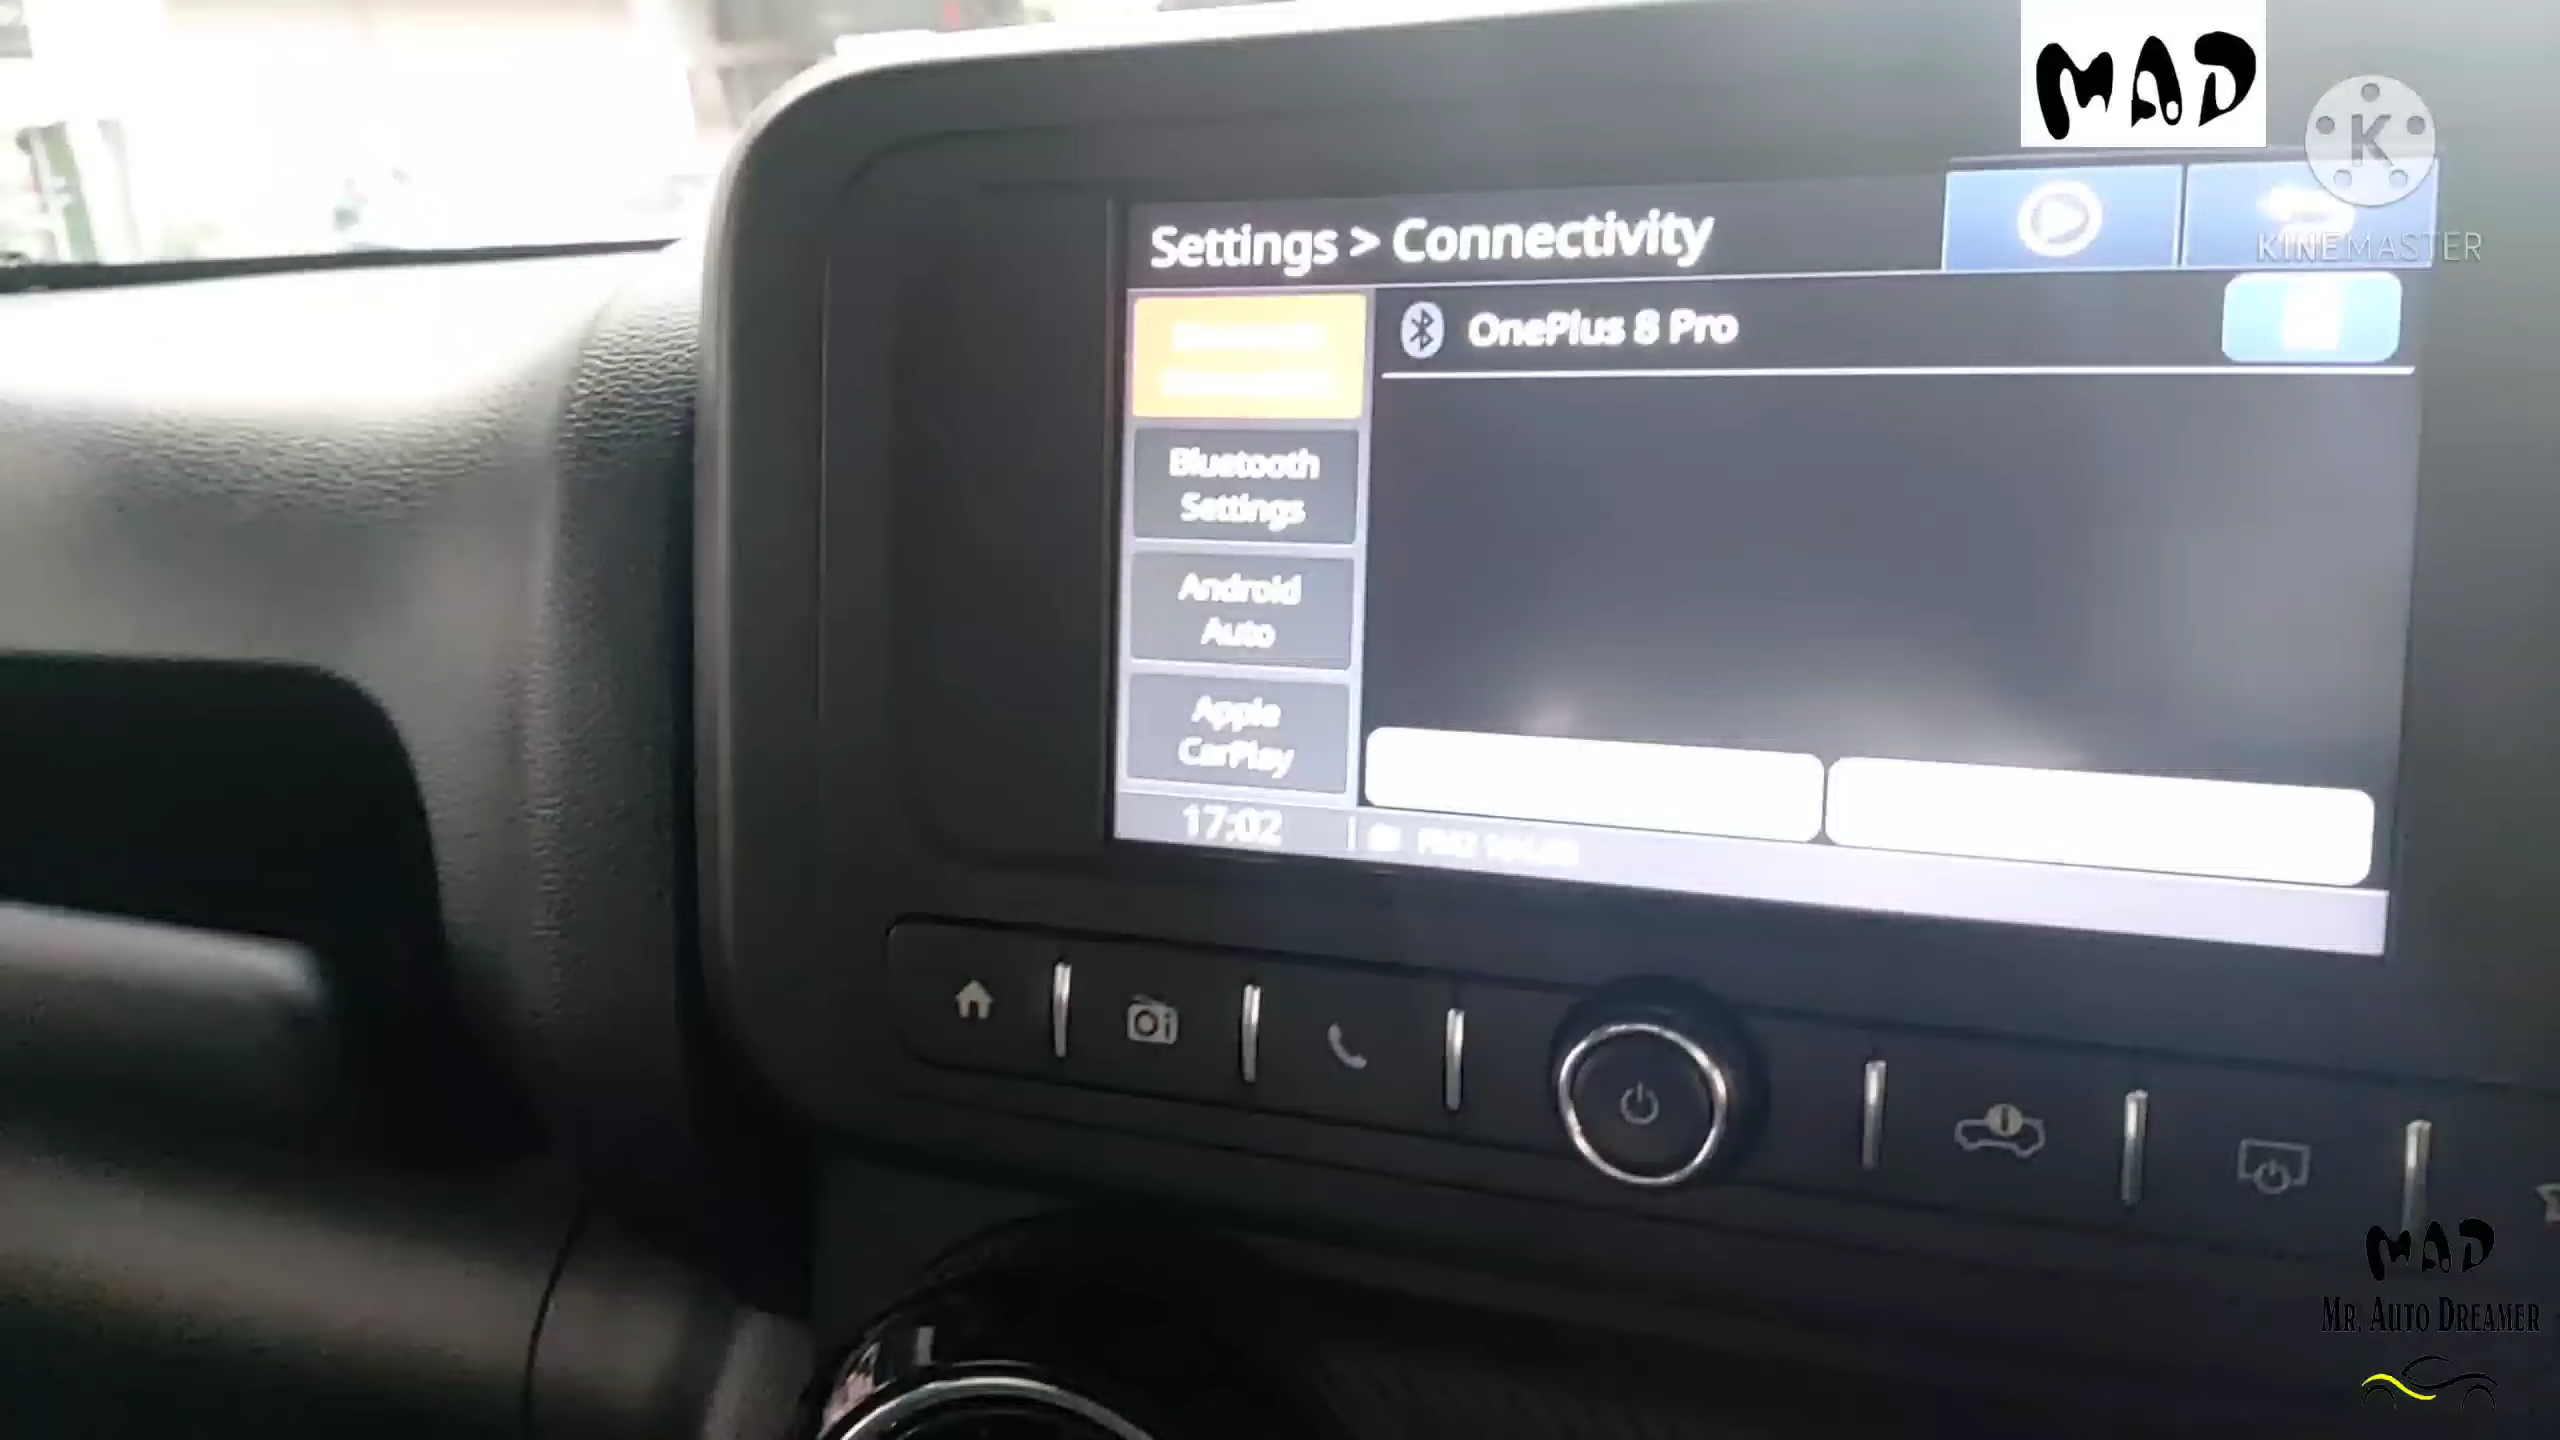 MAD
K
KINEMASTER
Settings > Connectivity
OnePlus 8 Pro
Bluetooth
Settings
Android
Auto
Apple
CarPlay
17:02
MAD
MR. AUTO DREAMER